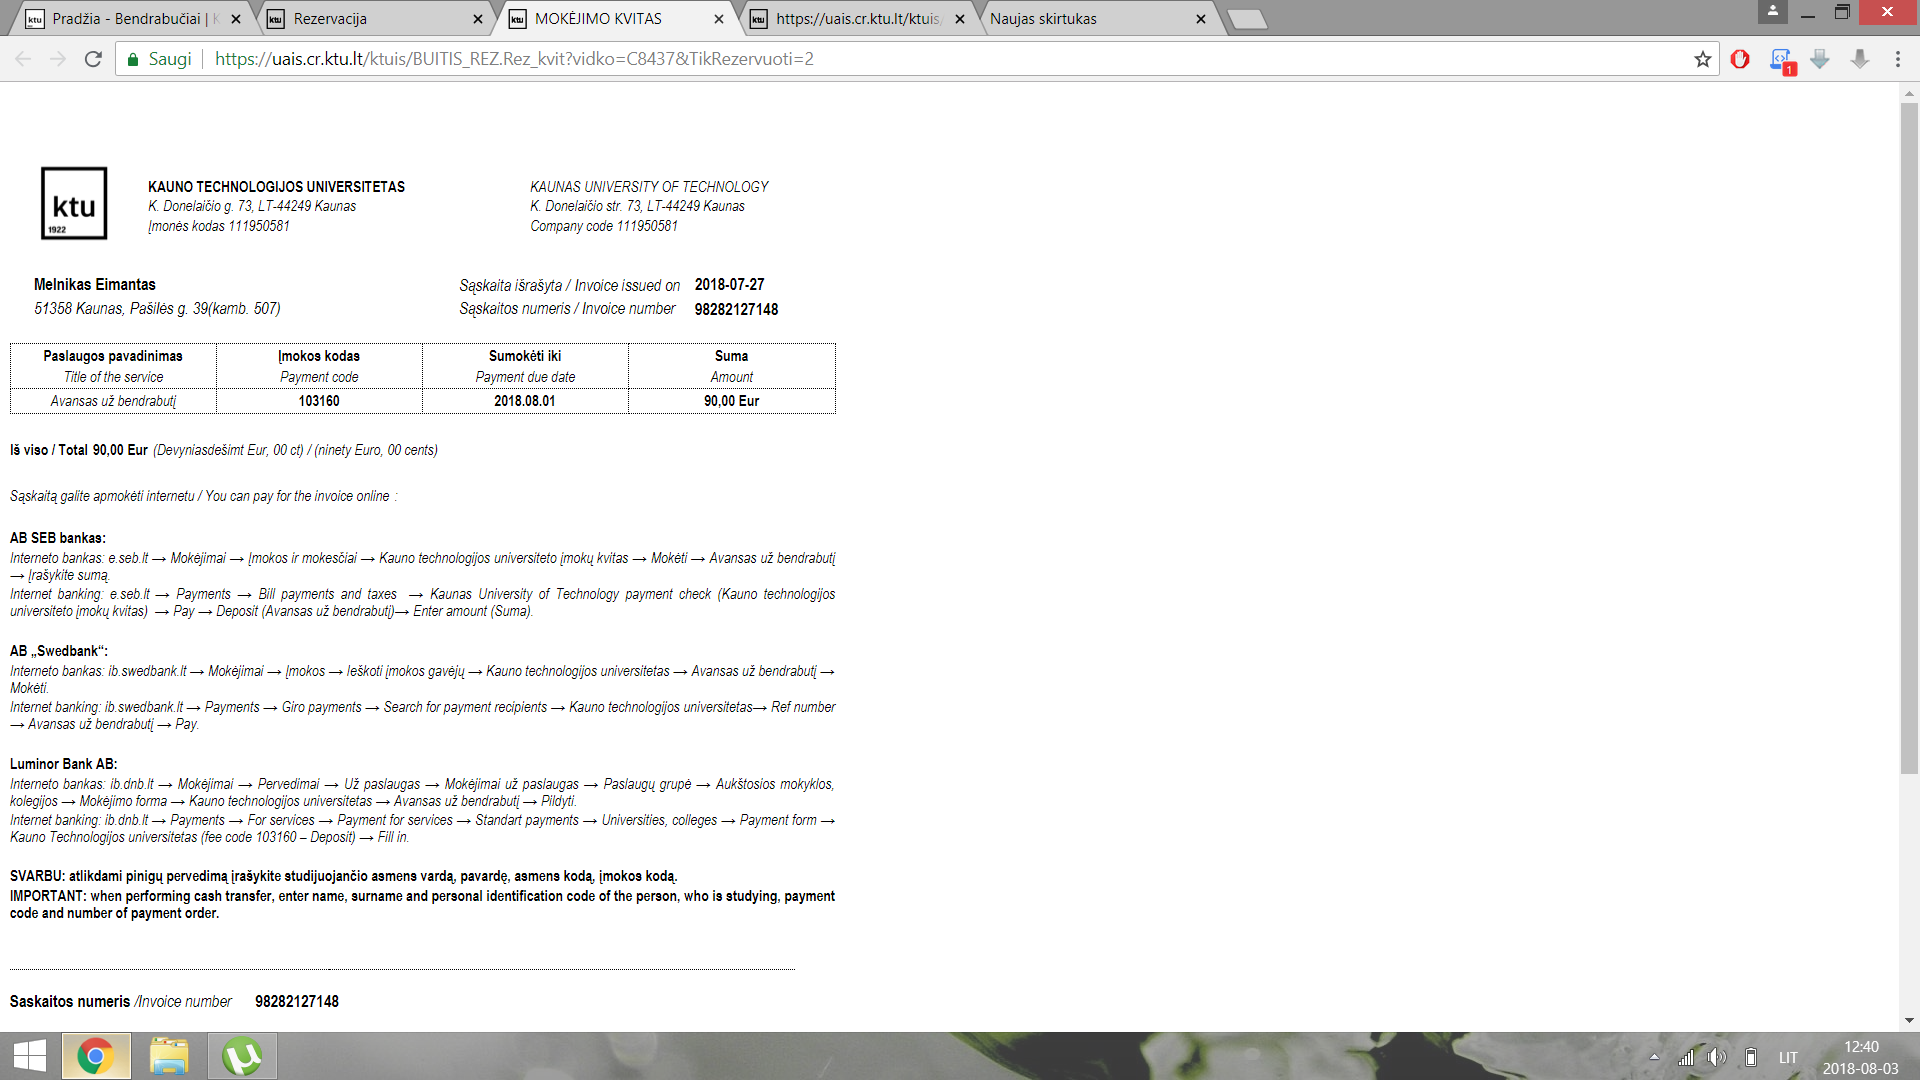 Pradžia - Bendrabučiai |
Rezervacija
MOKĖJIMO KVITAS
https://uais.cr.ktu.lt/ktuis/
Naujas skirtukas
Saugi
https://uais.cr.ktu.lt/ktuis/BUITIS_REZ.Rez_kvit?vidko=C8437&TikRezervuoti=2
1
ktu
1922
KAUNO TECHNOLOGIJOS UNIVERSITETAS
K. Donelaičio g. 73, LT-44249 Kaunas
Įmonės kodas 111950581
KAUNAS UNIVERSITY OF TECHNOLOGY
K. Donelaičio str. 73, LT-44249 Kaunas
Company code 111950581
Melnikas Eimantas
51358 Kaunas, Pašilės g. 39(kamb. 507)
Sąskaita išrašyta / Invoice issued on 2018-07-27
Sąskaitos numeris / Invoice number 98282127148
Paslaugos pavadinimas Įmokos kodas Sumokėti iki Suma
Title of the service Payment code Payment due date Amount
Avansas už bendrabutį 103160 2018.08.01 90,00 Eur
Iš viso / Total 90,00 Eur (Devyniasdešimt Eur, 00 ct) / (ninety Euro, 00 cents)
Sąskaitą galite apmokėti internetu / You can pay for the invoice online :
AB SEB bankas:
Interneto bankas: e.seb.lt → Mokėjimai → Įmokos ir mokesčiai → Kauno technologijos universiteto įmokų kvitas → Mokėti → Avansas už bendrabutį
→ Įrašykite sumą.
Internet banking: e.seb.lt → Payments → Bill payments and taxes → Kaunas University of Technology payment check (Kauno technologijos
universiteto įmokų kvitas) → Pay → Deposit (Avansas už bendrabutį)→ Enter amount (Suma).
AB „Swedbank“:
Interneto bankas: ib.swedbank.lt → Mokėjimai → Įmokos → Ieškoti įmokos gavėjų → Kauno technologijos universitetas → Avansas už bendrabutį →
Mokėti.
Internet banking: ib.swedbank.lt → Payments → Giro payments → Search for payment recipients → Kauno technologijos universitetas→ Ref number
→ Avansas už bendrabutį → Pay.
Luminor Bank AB:
Interneto bankas: ib.dnb.lt → Mokėjimai → Pervedimai → Už paslaugas → Mokėjimai už paslaugas → Paslaugų grupė → Aukštosios mokyklos,
kolegijos → Mokėjimo forma → Kauno technologijos universitetas → Avansas už bendrabutį → Pildyti.
Internet banking: ib.dnb.lt → Payments → For services → Payment for services → Standart payments → Universities, colleges → Payment form →
Kauno Technologijos universitetas (fee code 103160 – Deposit) → Fill in.
SVARBU: atlikdami pinigų pervedimą įrašykite studijuojančio asmens vardą, pavardę, asmens kodą, įmokos kodą.
IMPORTANT: when performing cash transfer, enter name, surname and personal identification code of the person, who is studying, payment
code and number of payment order.
Saskaitos numeris /Invoice number 98282127148
LIT
12:40
2018-08-03